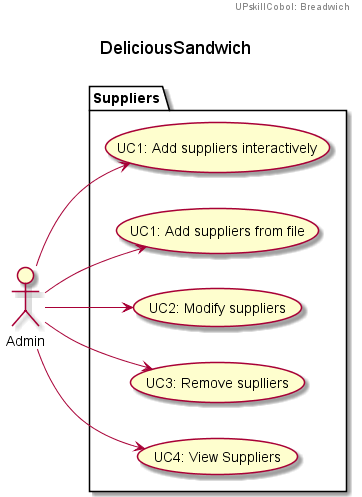 UPskillCobol: Breadwich
DeliciousSandwich
Suppliers
UC1: Add suppliers interactively
UC1: Add suppliers from file
UC2: Modify suppliers
Admin
UC3: Remove suplliers
UC4: View Suppliers